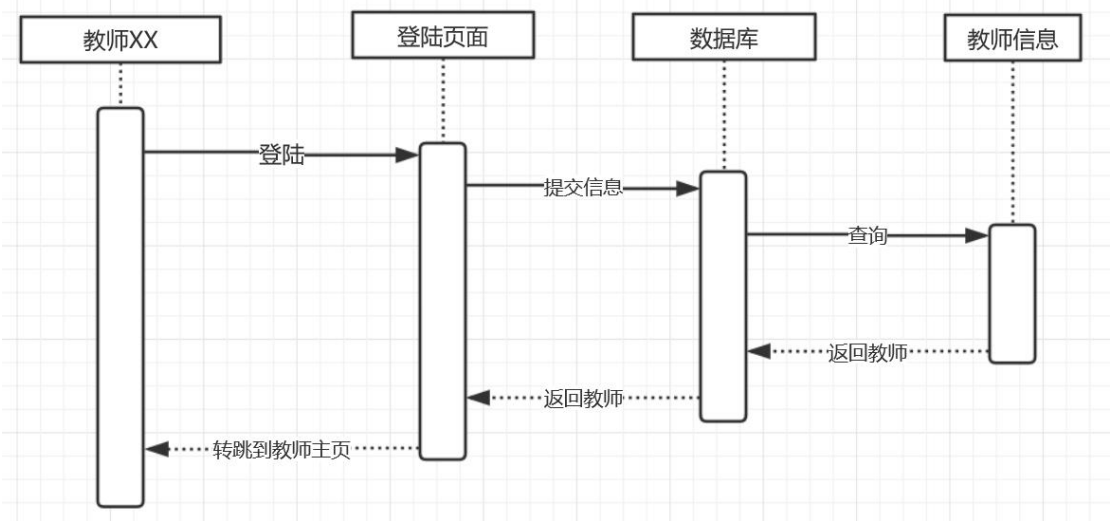 教师XX
登陆页面
数据库
教师信息
登陆
提交信息
查询
返回教师
返回教师
转跳到教师主页